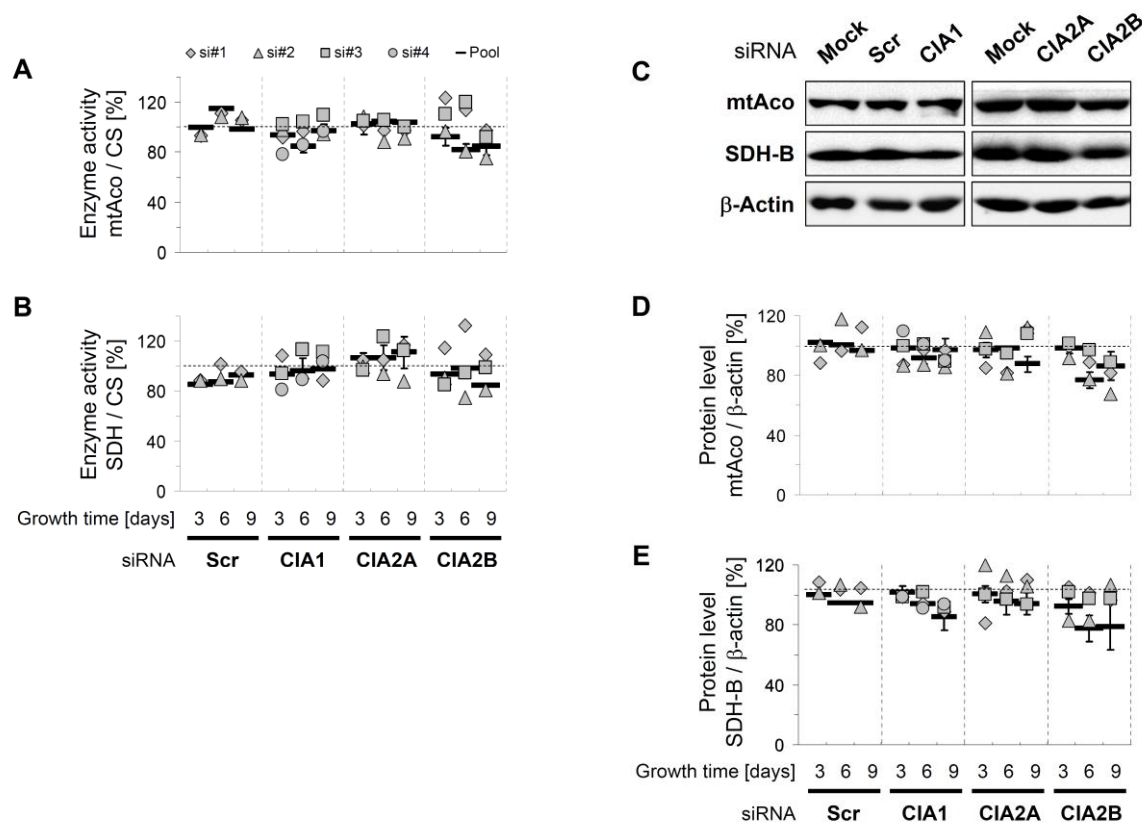 si#1 si#2 si#3 si#4 Pool
A
Enzyme activity
mtAco / CS [%]
120
80
40
0
B
Enzyme activity
SDH / CS [%]
120
80
40
0
Growth time [days] 3 6 9 3 6 9 3 6 9 3 6 9
siRNA Scr CIA1 CIA2A CIA2B
C
siRNA Mock Scr CIA1 Mock CIA2A CIA2B
mtAco
SDH-B
β-Actin
D
Protein level
mtAco / β-actin [%]
120
80
40
0
E
Protein level
SDH-B / β-actin [%]
120
80
40
0
Growth time [days] 3 6 9 3 6 9 3 6 9 3 6 9
siRNA Scr CIA1 CIA2A CIA2B